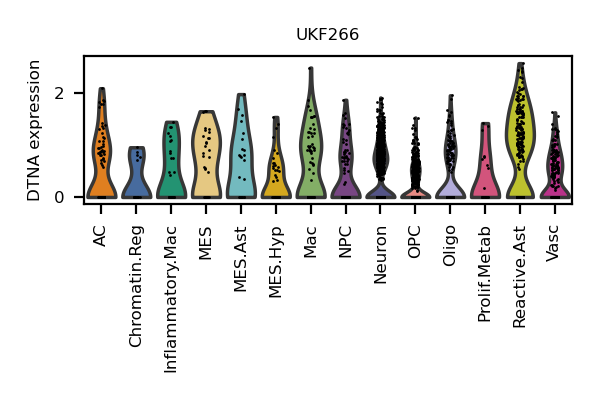 UKF266
DTNA expression
2
0
AC
Chromatin.Reg
Inflammatory.Mac
MES
MES.Ast
MES.Hyp
Mac
NPC
Neuron
OPC
Oligo
Prolif.Metab
Reactive.Ast
Vasc